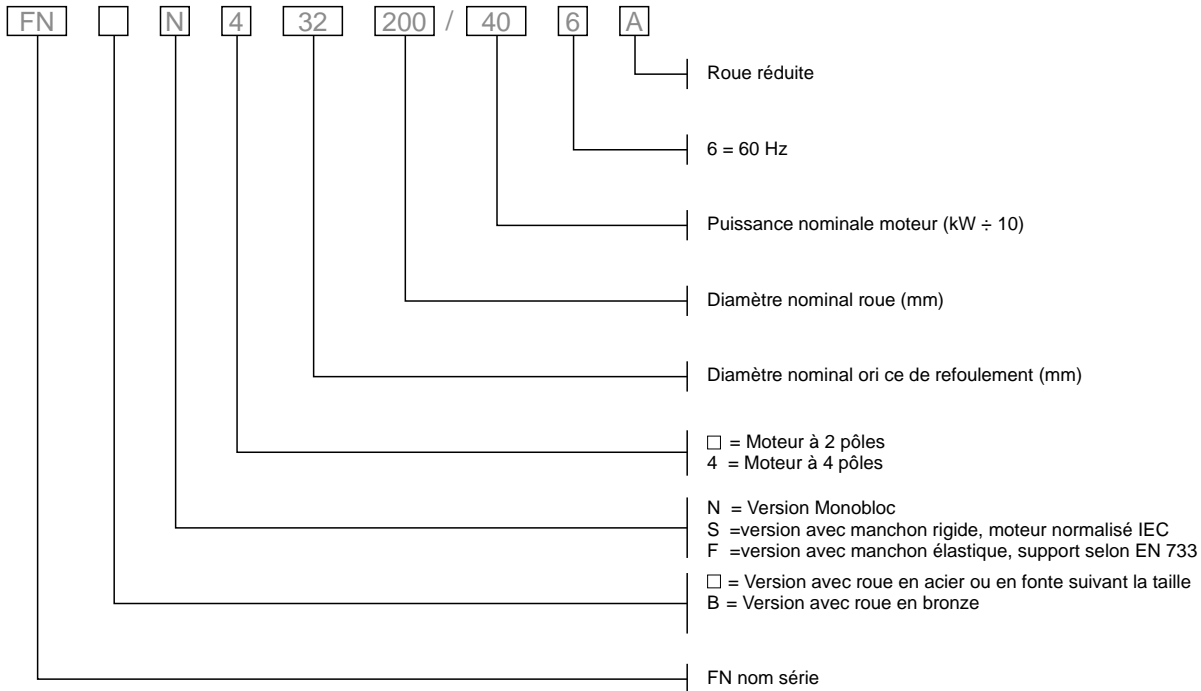 FN □ N 4 32 200 / 40 6 A
Roue réduite
6 = 60 Hz
Puissance nominale moteur (kW ÷ 10)
Diamètre nominal roue (mm)
Diamètre nominal ori ce de refoulement (mm)
□ = Moteur à 2 pôles
4 = Moteur à 4 pôles
N = Version Monobloc
S =version avec manchon rigide, moteur normalisé IEC
F =version avec manchon élastique, support selon EN 733
□ = Version avec roue en acier ou en fonte suivant la taille
B = Version avec roue en bronze
FN nom série